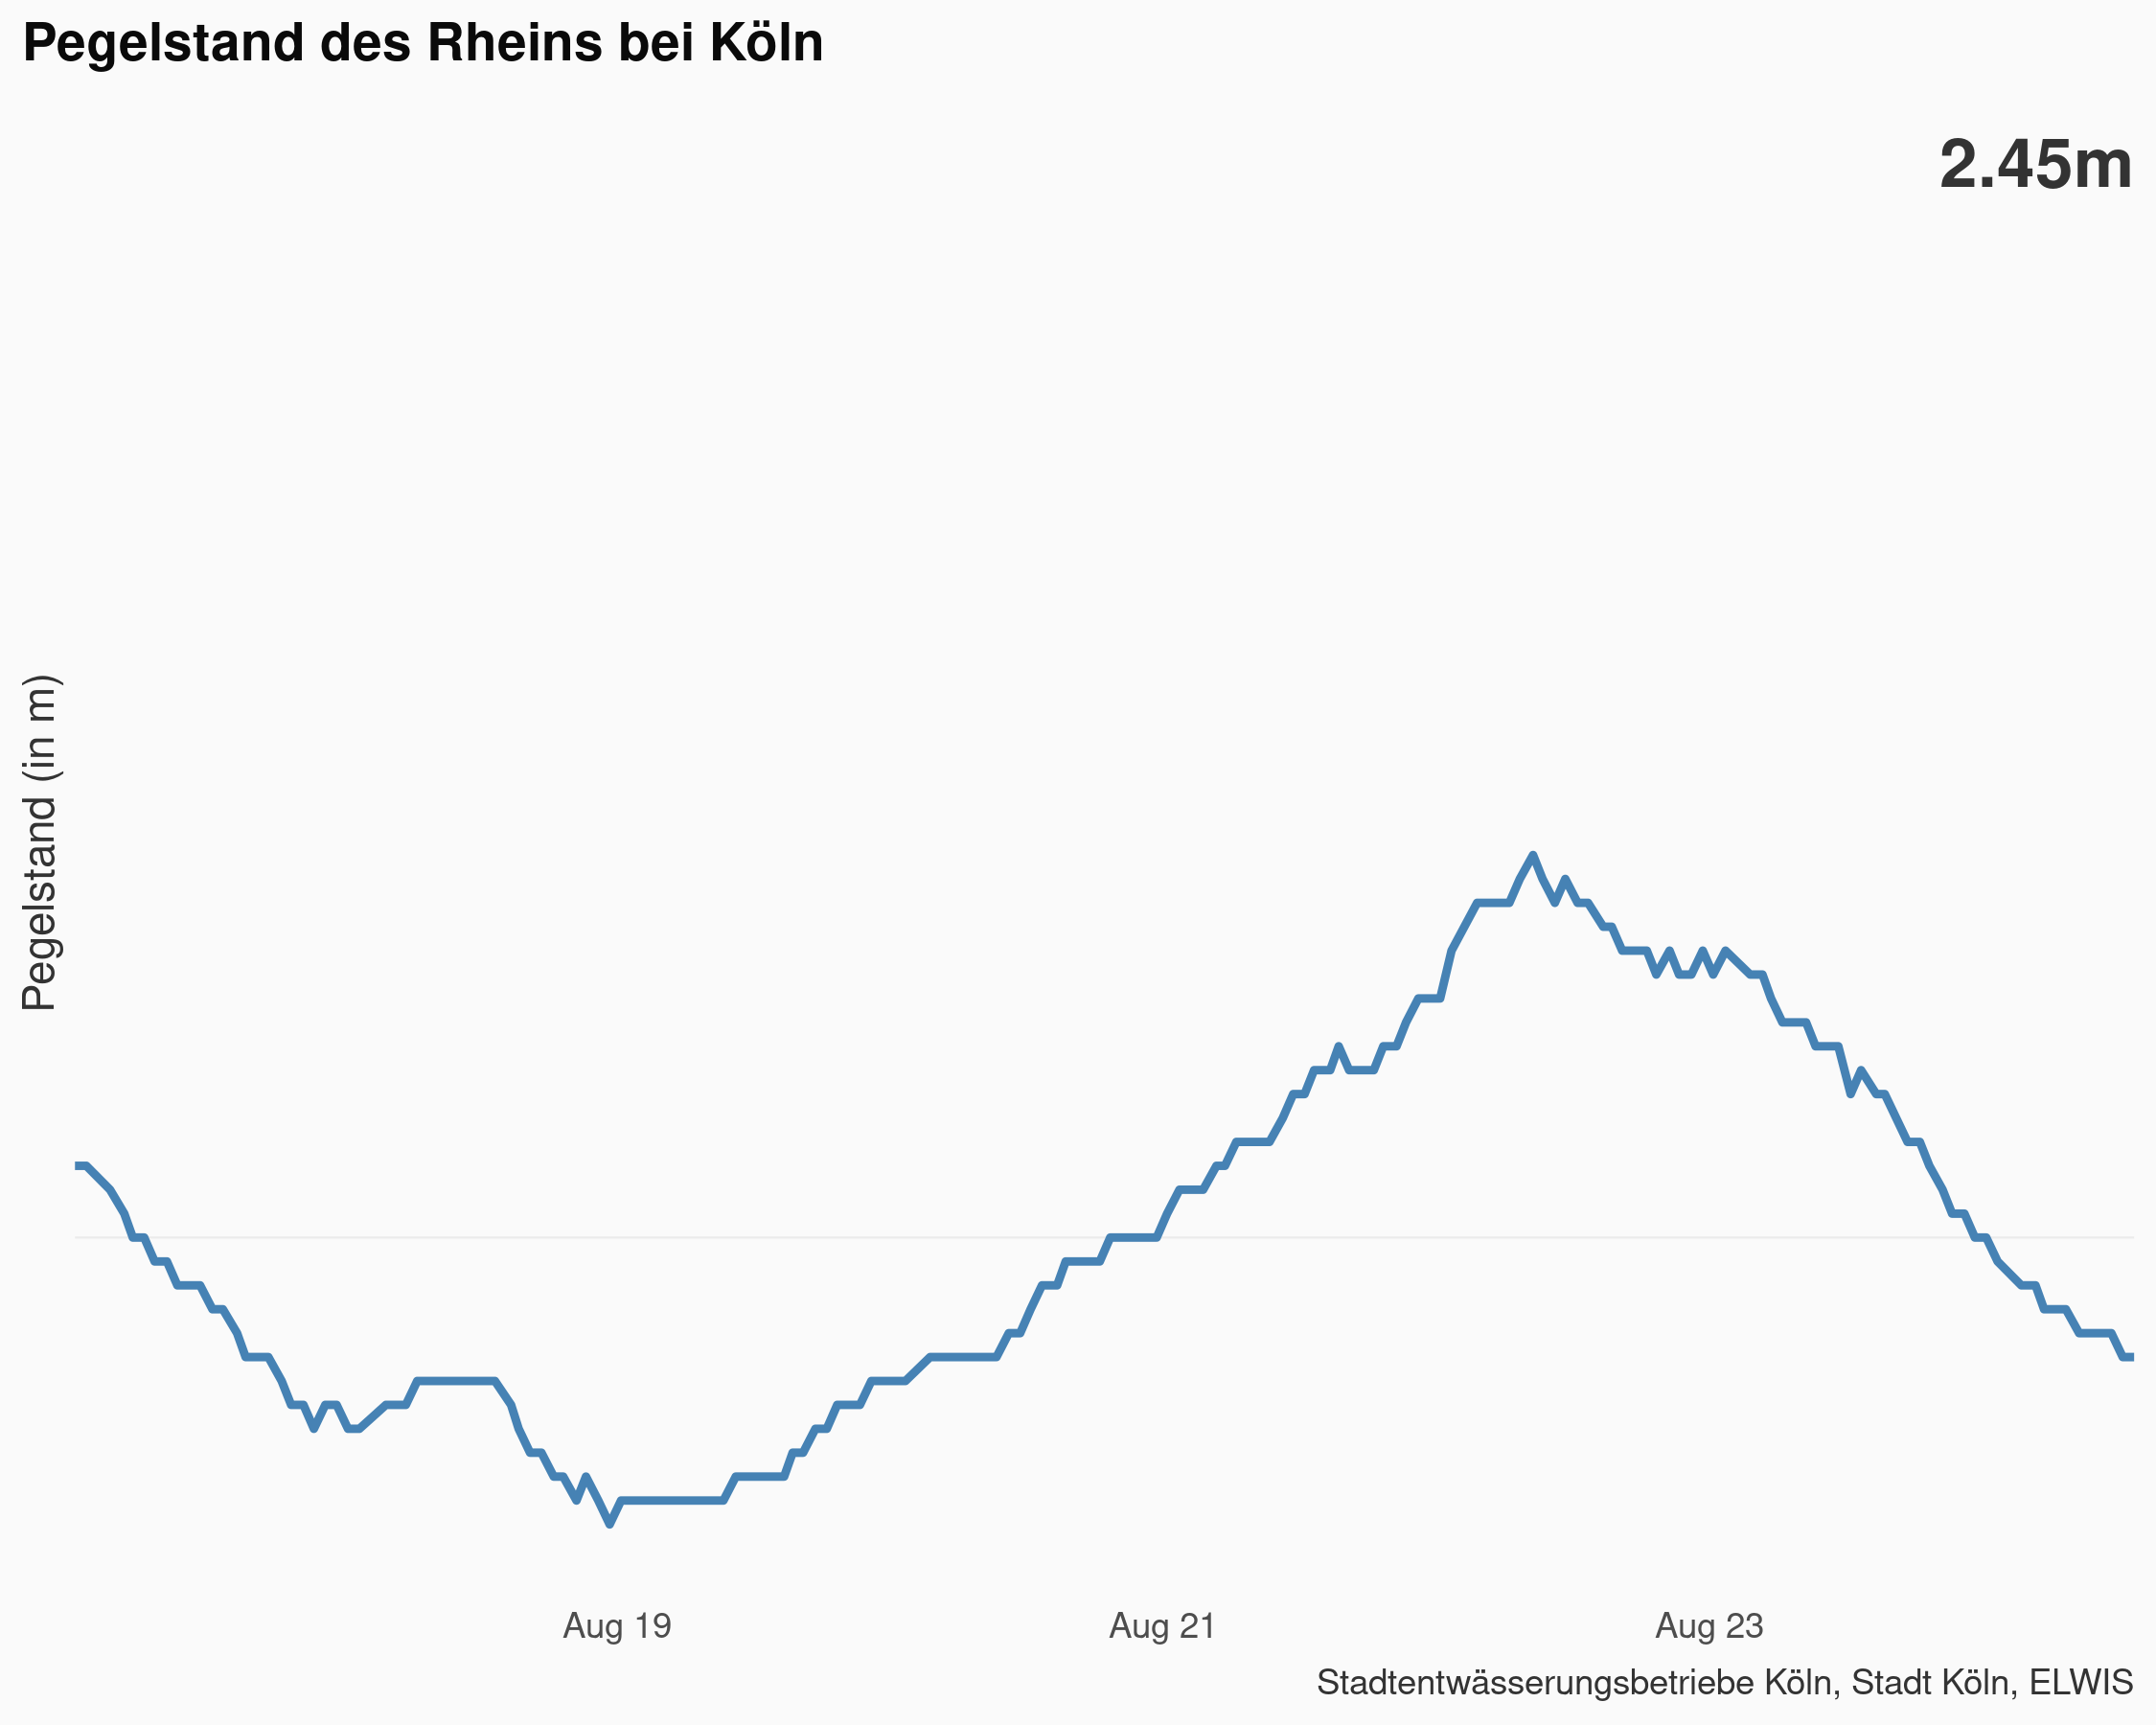 Pegelstand des Rheins bei Köln
2.45m
Pegelstand (in m)
Aug 19
Aug 21
Aug 23
Stadtentwässerungsbetriebe Köln, Stadt Köln, ELWIS